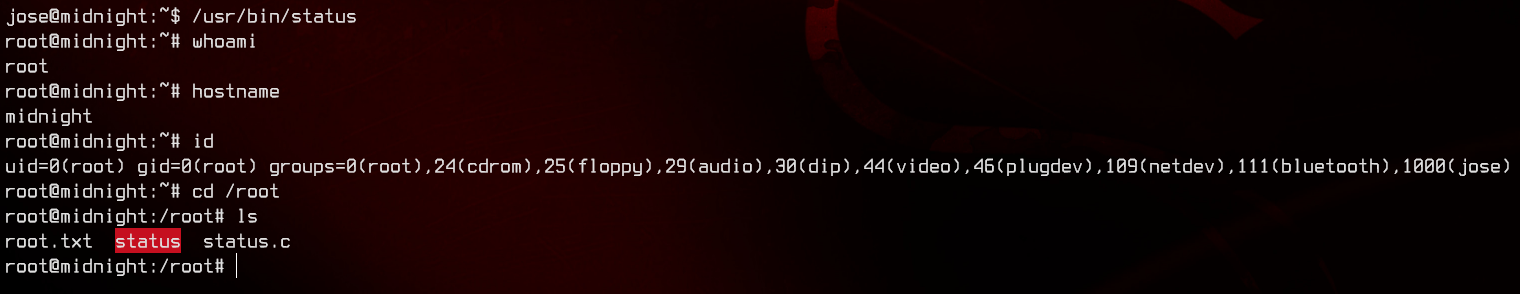 jose@midnight:~$ /usr/bin/status
root@midnight:~# whoami
root
root@midnight:~# hostname
midnight
root@midnight:~# id
uid=0(root) gid=0(root) groups=0(root),24(cdrom),25(floppy),29(audio),30(dip),44(video),46(plugdev),109(netdev),111(bluetooth),1000(jose)
root@midnight:~# cd /root
root@midnight:/root# ls
root.txt  status  status.c
root@midnight:/root#